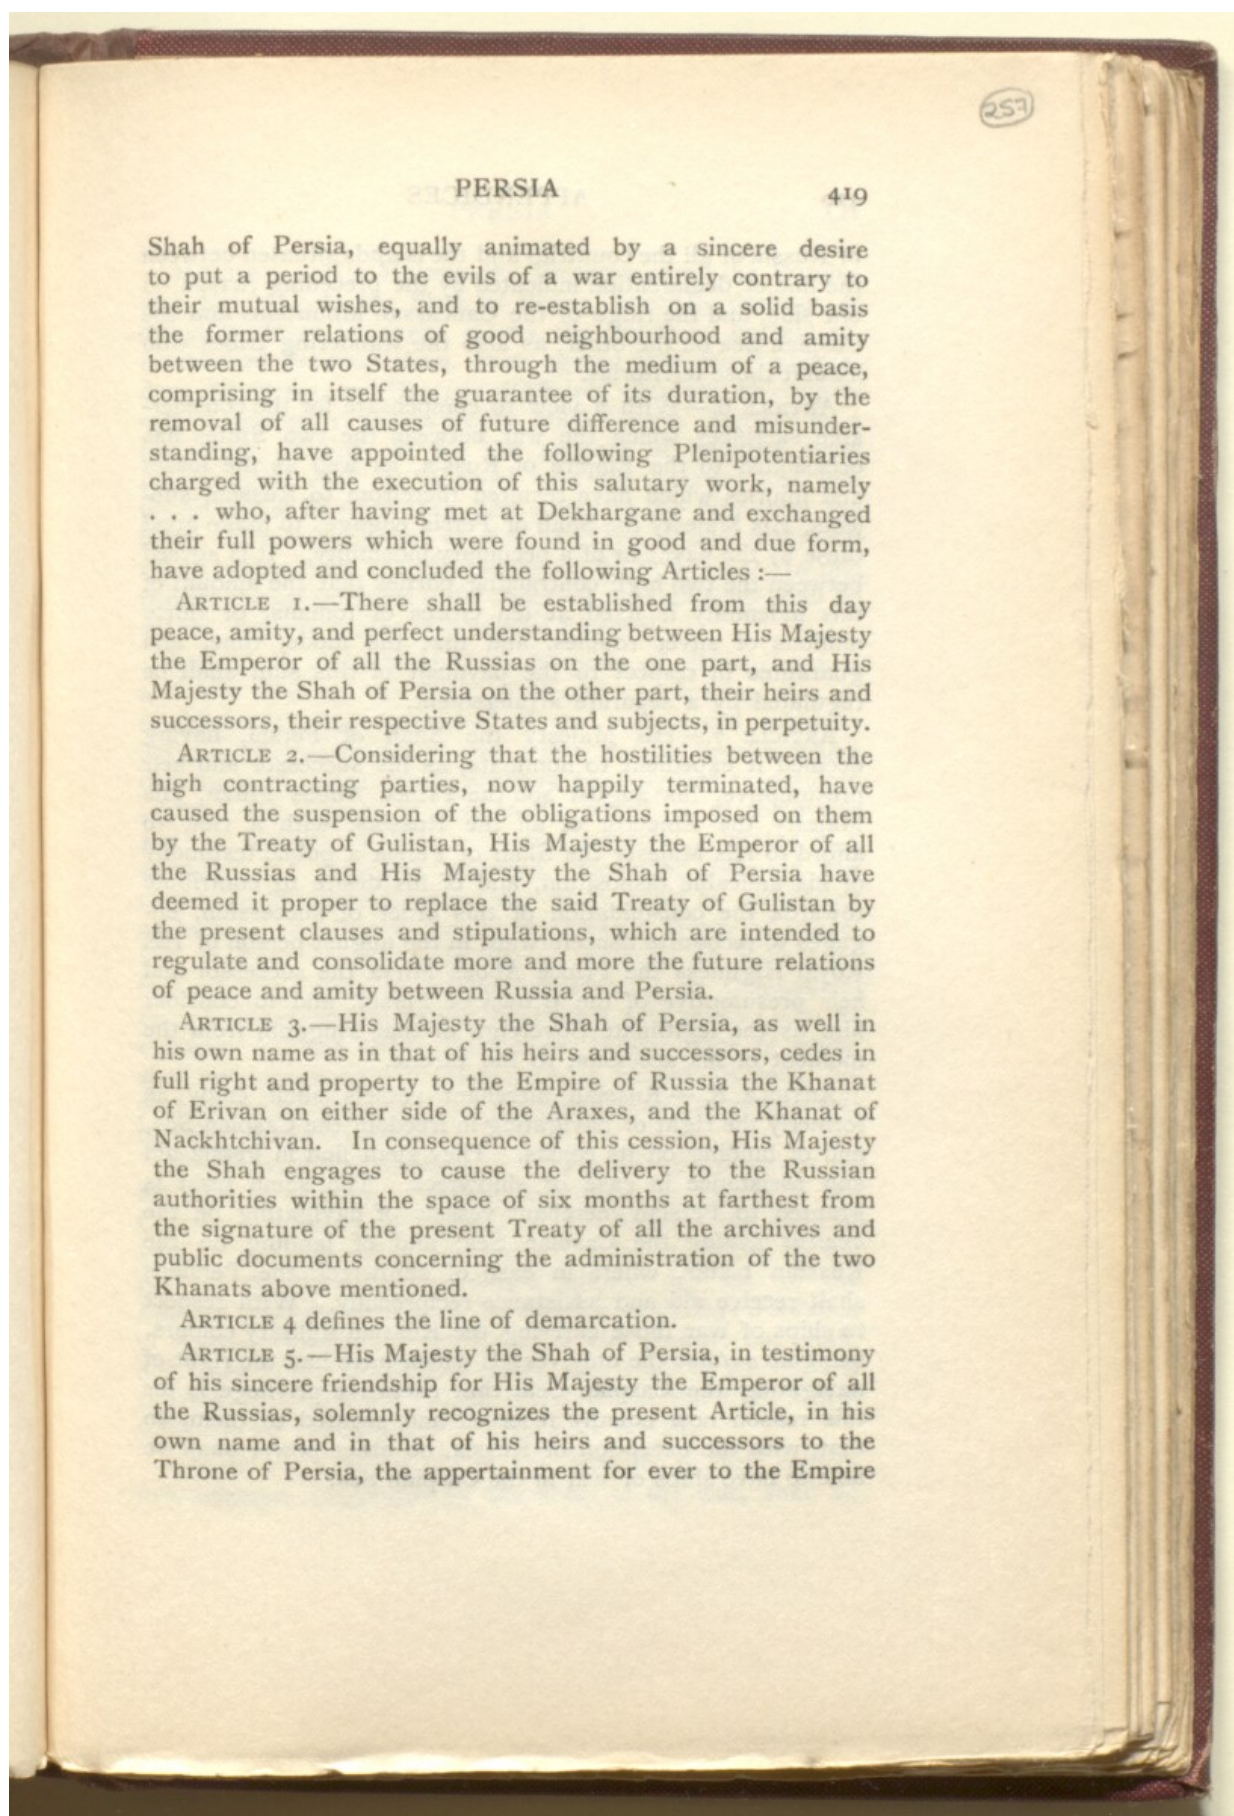 257
PERSIA 419
Shah of Persia, equally animated by a sincere desire
to put a period to the evils of a war entirely contrary to
their mutual wishes, and to re-establish on a solid basis
the former relations of good neighbourhood and amity
between the two States, through the medium of a peace,
comprising in itself the guarantee of its duration, by the
removal of all causes of future difference and misunder-
standing, have appointed the following Plenipotentiaries
charged with the execution of this salutary work, namely
. . . who, after having met at Dekhargane and exchanged
their full powers which were found in good and due form,
have adopted and concluded the following Articles :—
ARTICLE 1.—There shall be established from this day
peace, amity, and perfect understanding between His Majesty
the Emperor of all the Russias on the one part, and His
Majesty the Shah of Persia on the other part, their heirs and
successors, their respective States and subjects, in perpetuity.
ARTICLE 2.—Considering that the hostilities between the
high contracting parties, now happily terminated, have
caused the suspension of the obligations imposed on them
by the Treaty of Gulistan, His Majesty the Emperor of all
the Russias and His Majesty the Shah of Persia have
deemed it proper to replace the said Treaty of Gulistan by
the present clauses and stipulations, which are intended to
regulate and consolidate more and more the future relations
of peace and amity between Russia and Persia.
ARTICLE 3.—His Majesty the Shah of Persia, as well in
his own name as in that of his heirs and successors, cedes in
full right and property to the Empire of Russia the Khanat
of Erivan on either side of the Araxes, and the Khanat of
Nackhtchivan. In consequence of this cession, His Majesty
the Shah engages to cause the delivery to the Russian
authorities within the space of six months at farthest from
the signature of the present Treaty of all the archives and
public documents concerning the administration of the two
Khanats above mentioned.
ARTICLE 4 defines the line of demarcation.
ARTICLE 5.—His Majesty the Shah of Persia, in testimony
of his sincere friendship for His Majesty the Emperor of all
the Russias, solemnly recognizes the present Article, in his
own name and in that of his heirs and successors to the
Throne of Persia, the appertainment for ever to the Empire